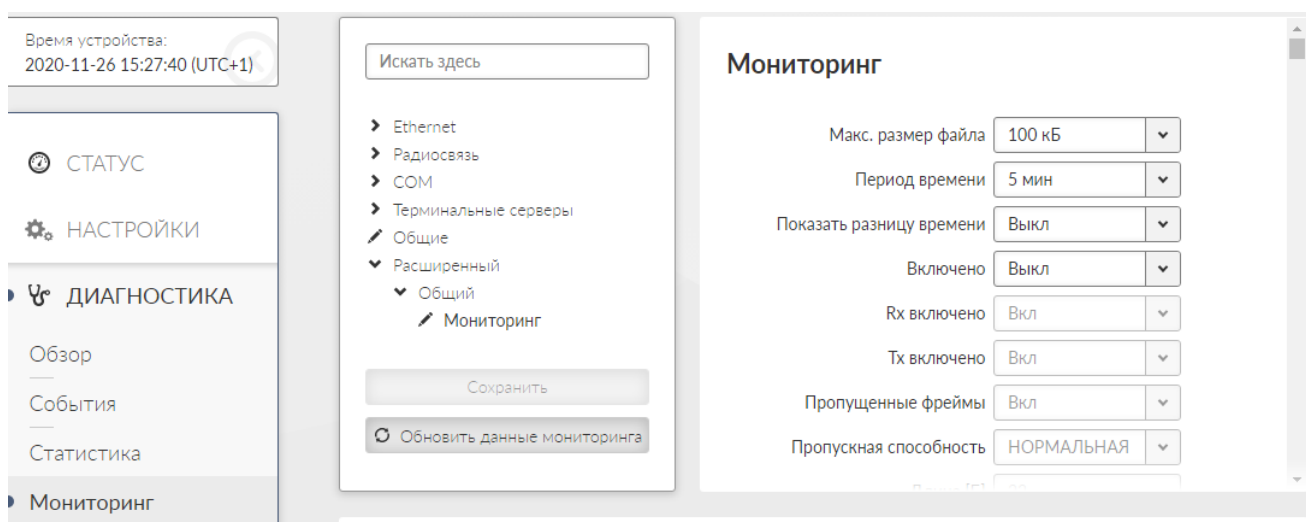 Время устройства:
2020-11-26 15:27:40 (UTC+1)
СТАТУС
НАСТРОЙКИ
ДИАГНОСТИКА
Обзор
События
Статистика
Мониторинг
Искать здесь
Ethernet
Радиосвязь
COM
Терминальные серверы
Общие
Расширенный
Общий
Мониторинг
Сохранить
Обновить данные мониторинга
Мониторинг
Макс. размер файла 100 кБ
Период времени 5 мин
Показать разницу времени Выкл
Включено Выкл
Rx включено Вкл
Tx включено Вкл
Пропущенные фреймы Вкл
Пропускная способность НОРМАЛЬНАЯ